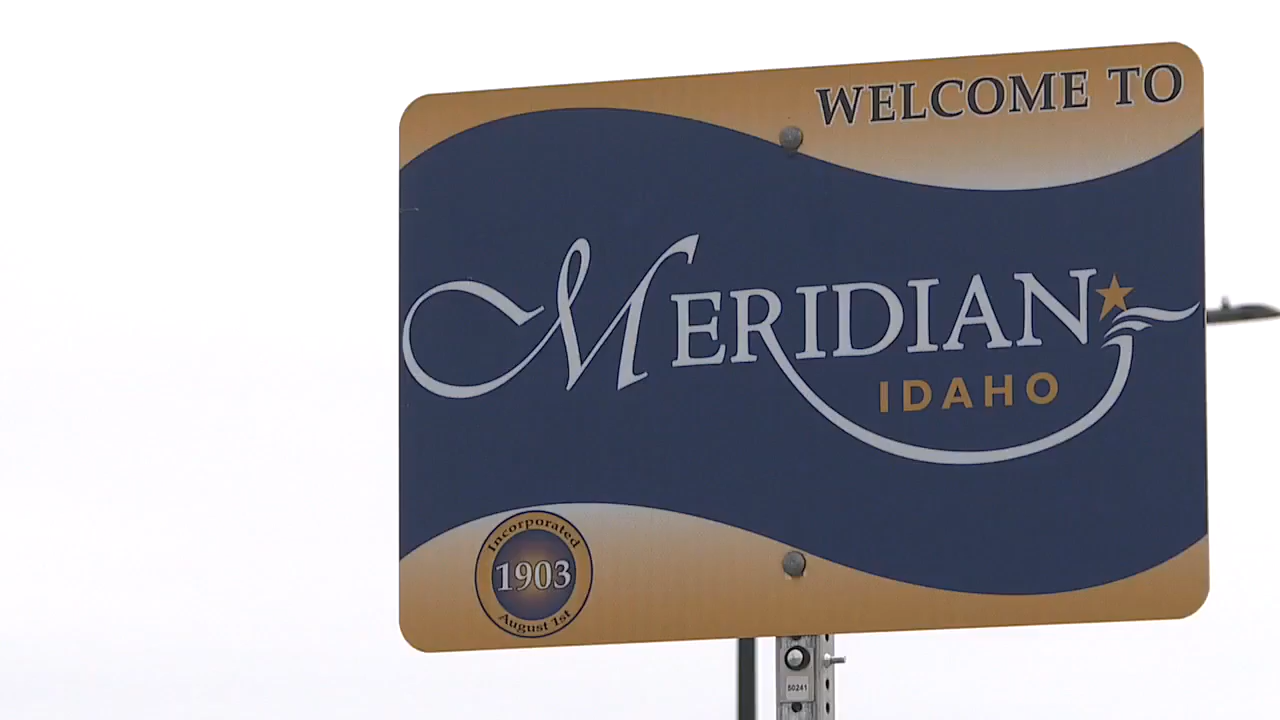 WELCOME TO
MERIDIAN
IDAHO
Incorporated
1903
August 1st
50241